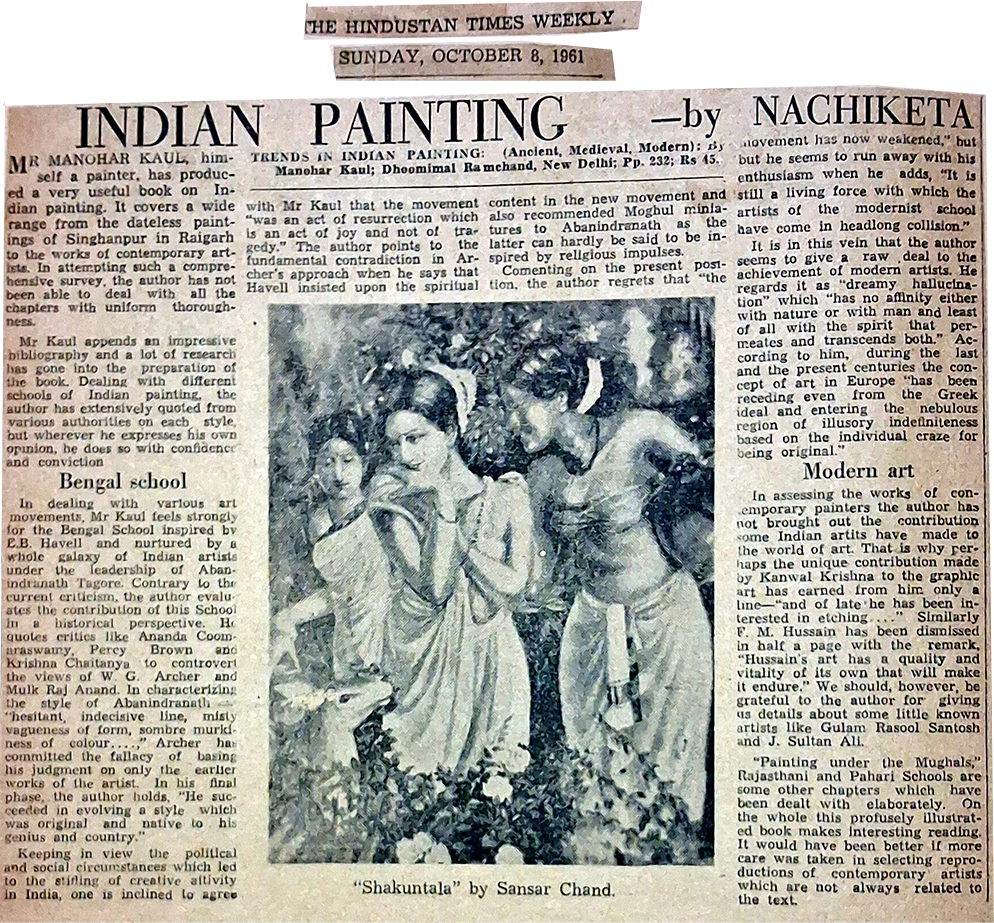 THE HINDUSTAN TIMES WEEKLY
SUNDAY, OCTOBER 8, 1961
INDIAN PAINTING —by NACHIKETA
TRENDS IN INDIAN PAINTING: (Ancient, Medieval, Modern): By
Manohar Kaul; Dhoomimal Ramchand, New Delhi; Pp. 232; Rs 45.
MR MANOHAR KAUL, him-
self a painter, has produc-
ed a very useful book on In-
dian painting. It covers a wide
range from the dateless paint-
ings of Singhanpur in Raigarh
to the works of contemporary art-
ists. In attempting such a compre-
hensive survey, the author has not
been able to deal with all the
chapters with uniform thorough-
ness.
Mr Kaul appends an impressive
bibliography and a lot of research
has gone into the preparation of
the book. Dealing with different
schools of Indian painting, the
author has extensively quoted from
various authorities on each style,
but wherever he expresses his own
opinion, he does so with confidence
and conviction
Bengal school
In dealing with various art
movements, Mr Kaul feels strongly
for the Bengal School inspired by
E.B. Havell and nurtured by a
whole galaxy of Indian artists
under the leadership of Aban-
indranath Tagore. Contrary to the
current criticism, the author evalu-
ates the contribution of this School
in a historical perspective. He
quotes critics like Ananda Coom-
araswamy, Percy Brown and
Krishna Chaitanya to controvert
the views of W. G. Archer and
Mulk Raj Anand. In characterizing
the style of Abanindranath —
"hesitant, indecisive line, misty
vagueness of form, sombre murki-
ness of colour....," Archer has
committed the fallacy of basing
his judgment on only the earlier
works of the artist. In his final
phase, the author holds, "He suc-
ceeded in evolving a style which
was original and native to his
genius and country."
Keeping in view the political
and social circumstances which led
to the stifling of creative altivity
in India, one is inclined to agree
with Mr Kaul that the movement
"was an act of resurrection which
is an act of joy and not of tra-
gedy." The author points to the
fundamental contradiction in Ar-
cher's approach when he says that
Havell insisted upon the spiritual
content in the new movement and
also recommended Moghul minia-
tures to Abanindranath as the
latter can hardly be said to be in-
spired by religious impulses.
Comenting on the present posi-
tion, the author regrets that "the
movement has now weakened," but
but he seems to run away with his
enthusiasm when he adds, "It is
still a living force with which the
artists of the modernist school
have come in headlong collision."
It is in this vein that the author
seems to give a raw deal to the
achievement of modern artists. He
regards it as "dreamy hallucina-
tion" which "has no affinity either
with nature or with man and least
of all with the spirit that per-
meates and transcends both." Ac-
cording to him, during the last
and the present centuries the con-
cept of art in Europe "has been
receding even from the Greek
ideal and entering the nebulous
region of illusory indefiniteness
based on the individual craze for
being original."
Modern art
In assessing the works of con-
temporary painters the author has
not brought out the contribution
some Indian artits have made to
the world of art. That is why per-
haps the unique contribution made
by Kanwal Krishna to the graphic
art has earned from him only a
line—"and of late he has been in-
terested in etching...." Similarly
F. M. Hussain has been dismissed
in half a page with the remark,
"Hussain's art has a quality and
vitality of its own that will make
it endure." We should, however, be
grateful to the author for giving
us details about some little known
artists like Gulam Rasool Santosh
and J. Sultan Ali.
"Painting under the Mughals,"
Rajasthani and Pahari Schools are
some other chapters which have
been dealt with elaborately. On
the whole this profusely illustrat-
ed book makes interesting reading.
It would have been better if more
care was taken in selecting repro-
ductions of contemporary artists
which are not always related to
the text.
"Shakuntala" by Sansar Chand.